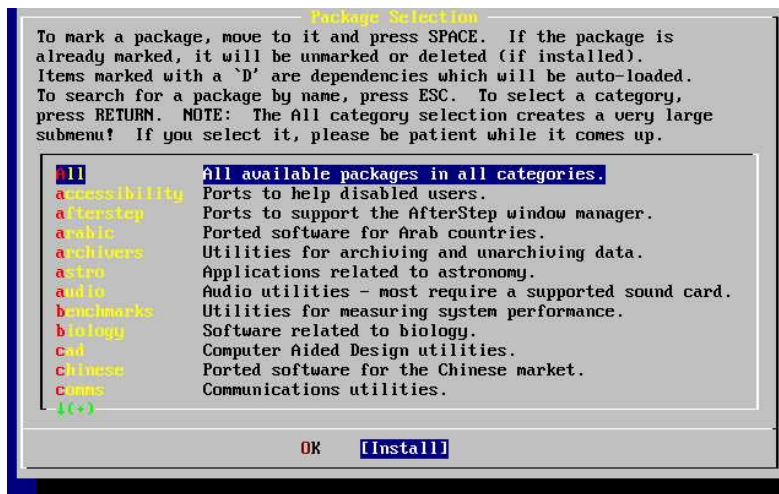 Package Selection
To mark a package, move to it and press SPACE.  If the package is
already marked, it will be unmarked or deleted (if installed).
Items marked with a `D' are dependencies which will be auto-loaded.
To search for a package by name, press ESC.  To select a category,
press RETURN.  NOTE:  The All category selection creates a very large
submenu!  If you select it, please be patient while it comes up.
All All available packages in all categories.
accessibility Ports to help disabled users.
afterstep Ports to support the AfterStep window manager.
arabic Ported software for Arab countries.
archivers Utilities for archiving and unarchiving data.
astro Applications related to astronomy.
audio Audio utilities - most require a supported sound card.
benchmarks Utilities for measuring system performance.
biology Software related to biology.
cad Computer Aided Design utilities.
chinese Ported software for the Chinese market.
comms Communications utilities.
↓(+)
OK [Install]